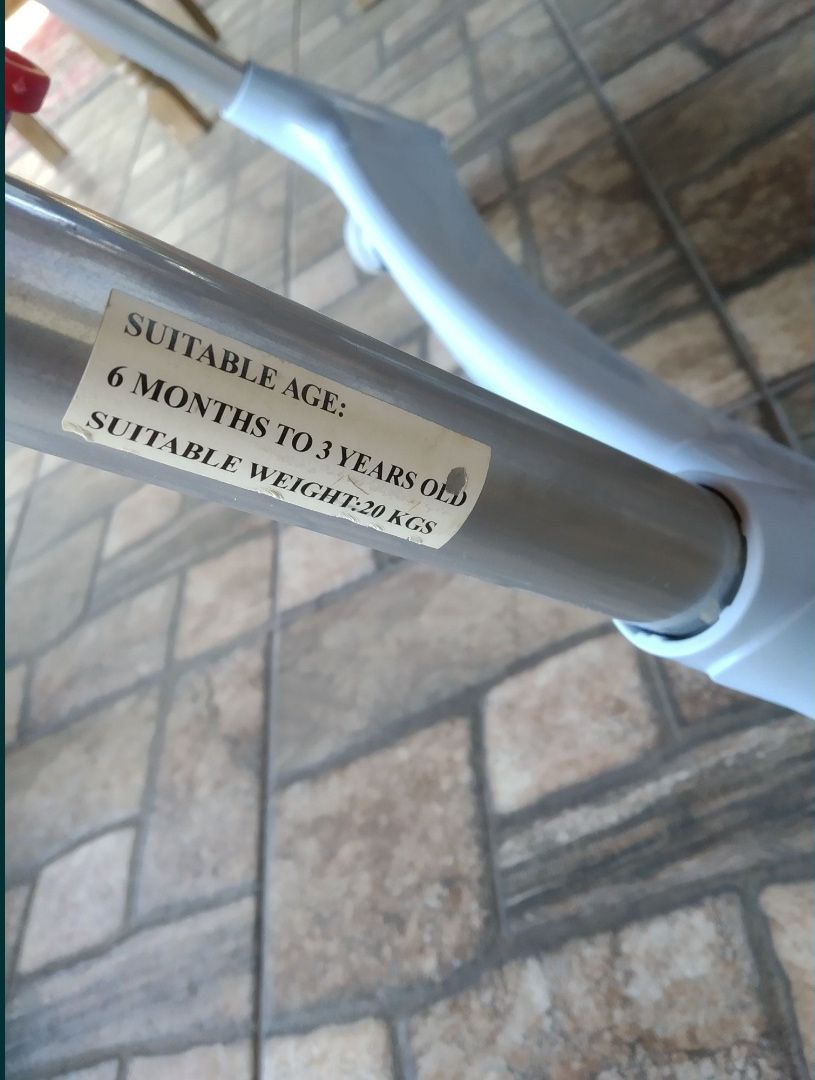 SUITABLE AGE:
6 MONTHS TO 3 YEARS OLD
SUITABLE WEIGHT:20 KGS